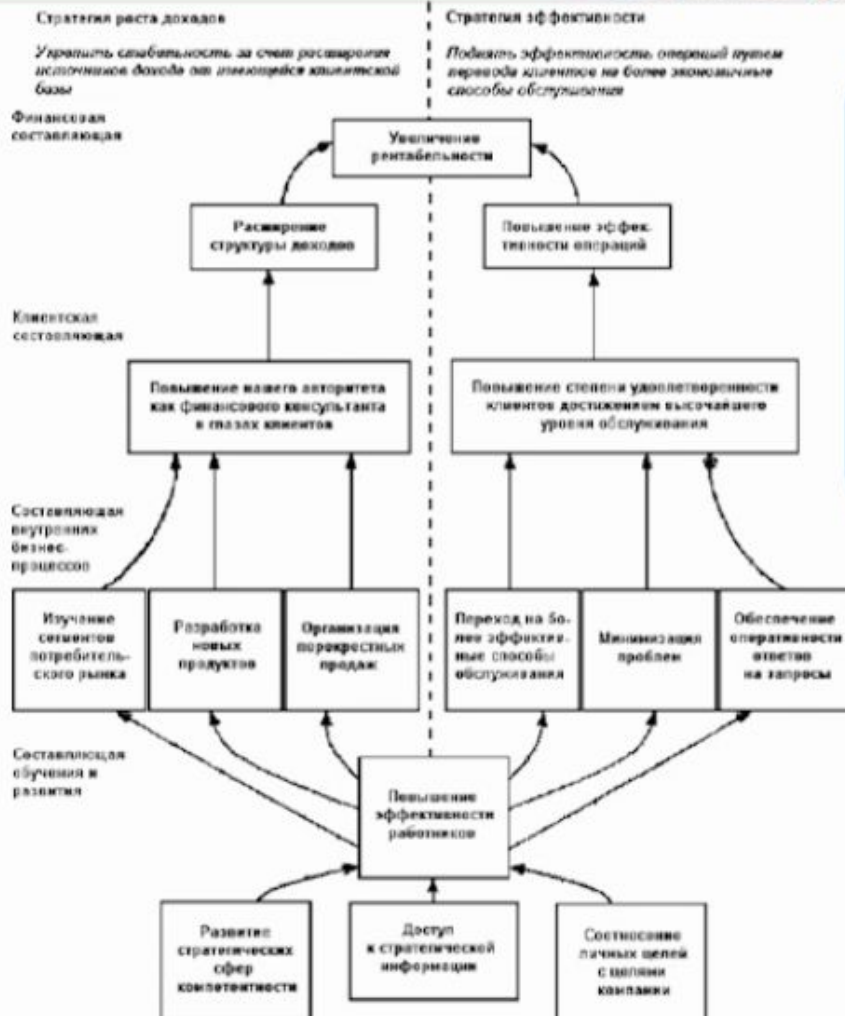 Стратегия роста доходов
Укрепить стабильность за счет расширения
источников дохода от имеющейся клиентской
базы
Стратегия эффективности
Поднять эффективность операций путем
перевода клиентов на более экономичные
способы обслуживания
Финансовая
составляющая
Увеличение
рентабельности
Расширение
структуры доходов
Повышение эффек-
тивности операций
Клиентская
составляющая
Повышение нашего авторитета
как финансового консультанта
в глазах клиентов
Повышение степени удовлетворенности
клиентов достижением высочайшего
уровня обслуживания
Составляющая
внутренних
бизнес-
процессов
Изучение
сегментов
потребитель-
ского рынка
Разработка
новых
продуктов
Организация
перекрестных
продаж
Переход на бо-
лее эффектив-
ные способы
обслуживания
Минимизация
проблем
Обеспечение
оперативности
ответов
на запросы
Составляющая
обучения и
развития
Повышение
эффективности
работников
Развитие
стратегических
сфер
компетентности
Доступ
к стратегической
информации
Соотнесение
личных целей
с целями
компании